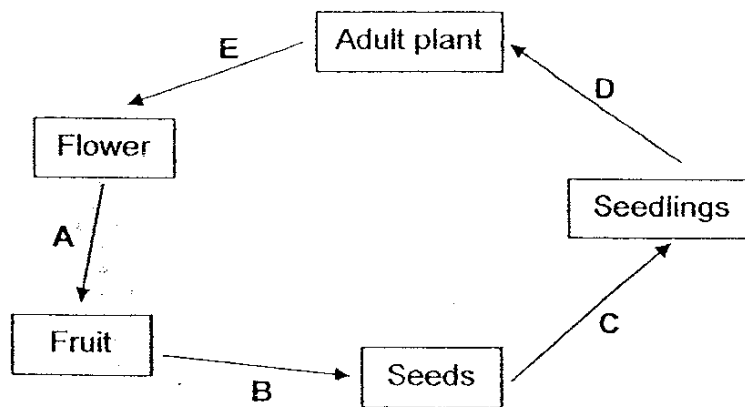 E
Adult plant
D
Flower
Seedlings
A
Fruit
C
B
Seeds